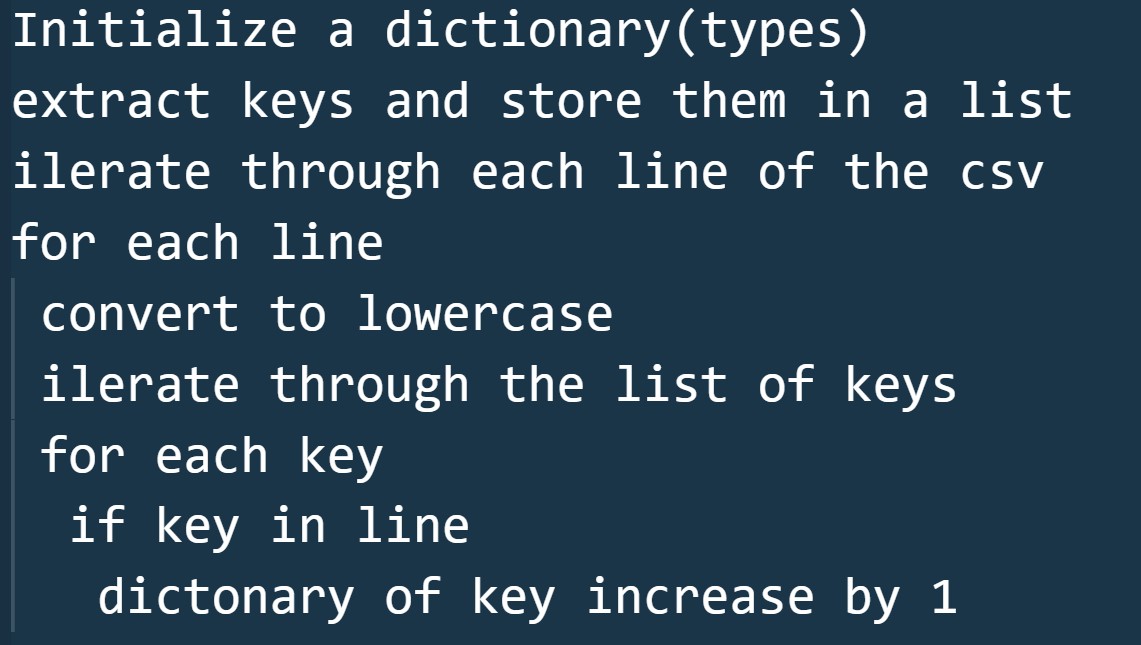 Initialize a dictionary(types)
extract keys and store them in a list
ilerate through each line of the csv
for each line
convert to lowercase
ilerate through the list of keys
for each key
if key in line
dictonary of key increase by 1